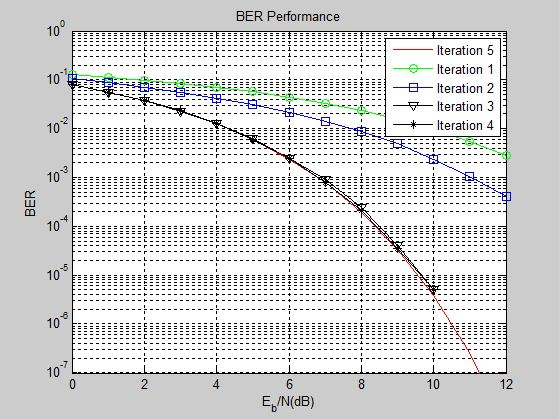 BER Performance
10^0
10^-1
10^-2
10^-3
10^-4
10^-5
10^-6
10^-7
BER
Iteration 5
Iteration 1
Iteration 2
Iteration 3
Iteration 4
0 2 4 6 8 10 12
E_b/N(dB)